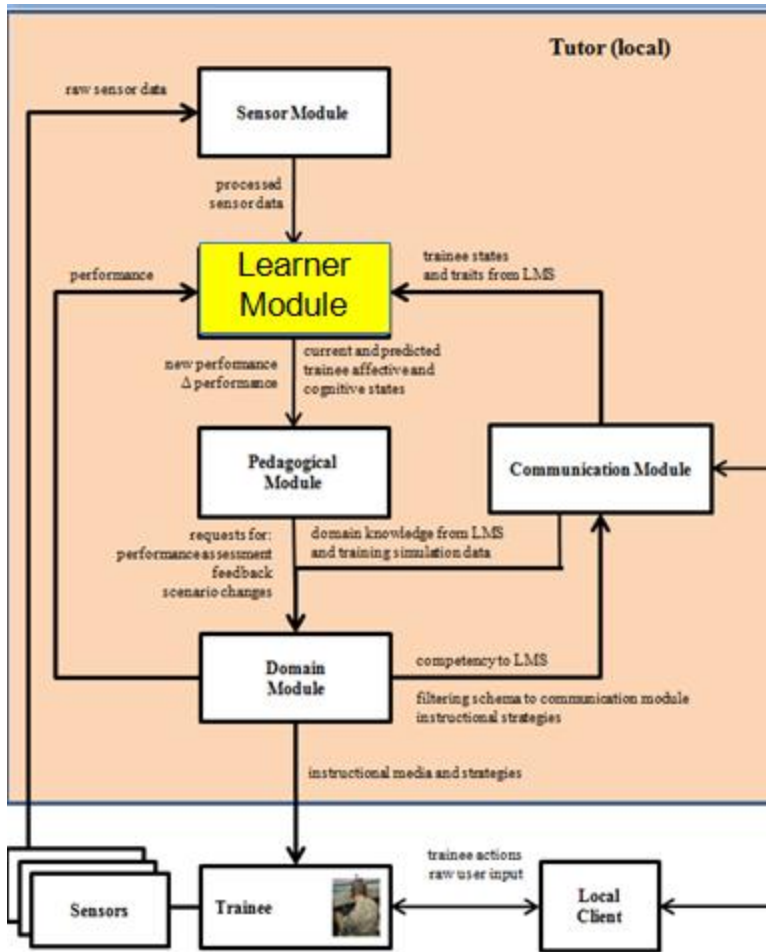 Tutor (local)
raw sensor data
Sensor Module
processed
sensor data
performance
Learner
Module
trainee states
and traits from LMS
new performance
Δ performance
current and predicted
trainee affective and
cognitive states
Pedagogical
Module
Communication Module
requests for:
performance assessment
feedback
scenario changes
domain knowledge from LMS
and training simulation data
Domain
Module
competency to LMS
filtering schema to communication module
instructional strategies
instructional media and strategies
Sensors
Trainee
trainee actions
raw user input
Local
Client